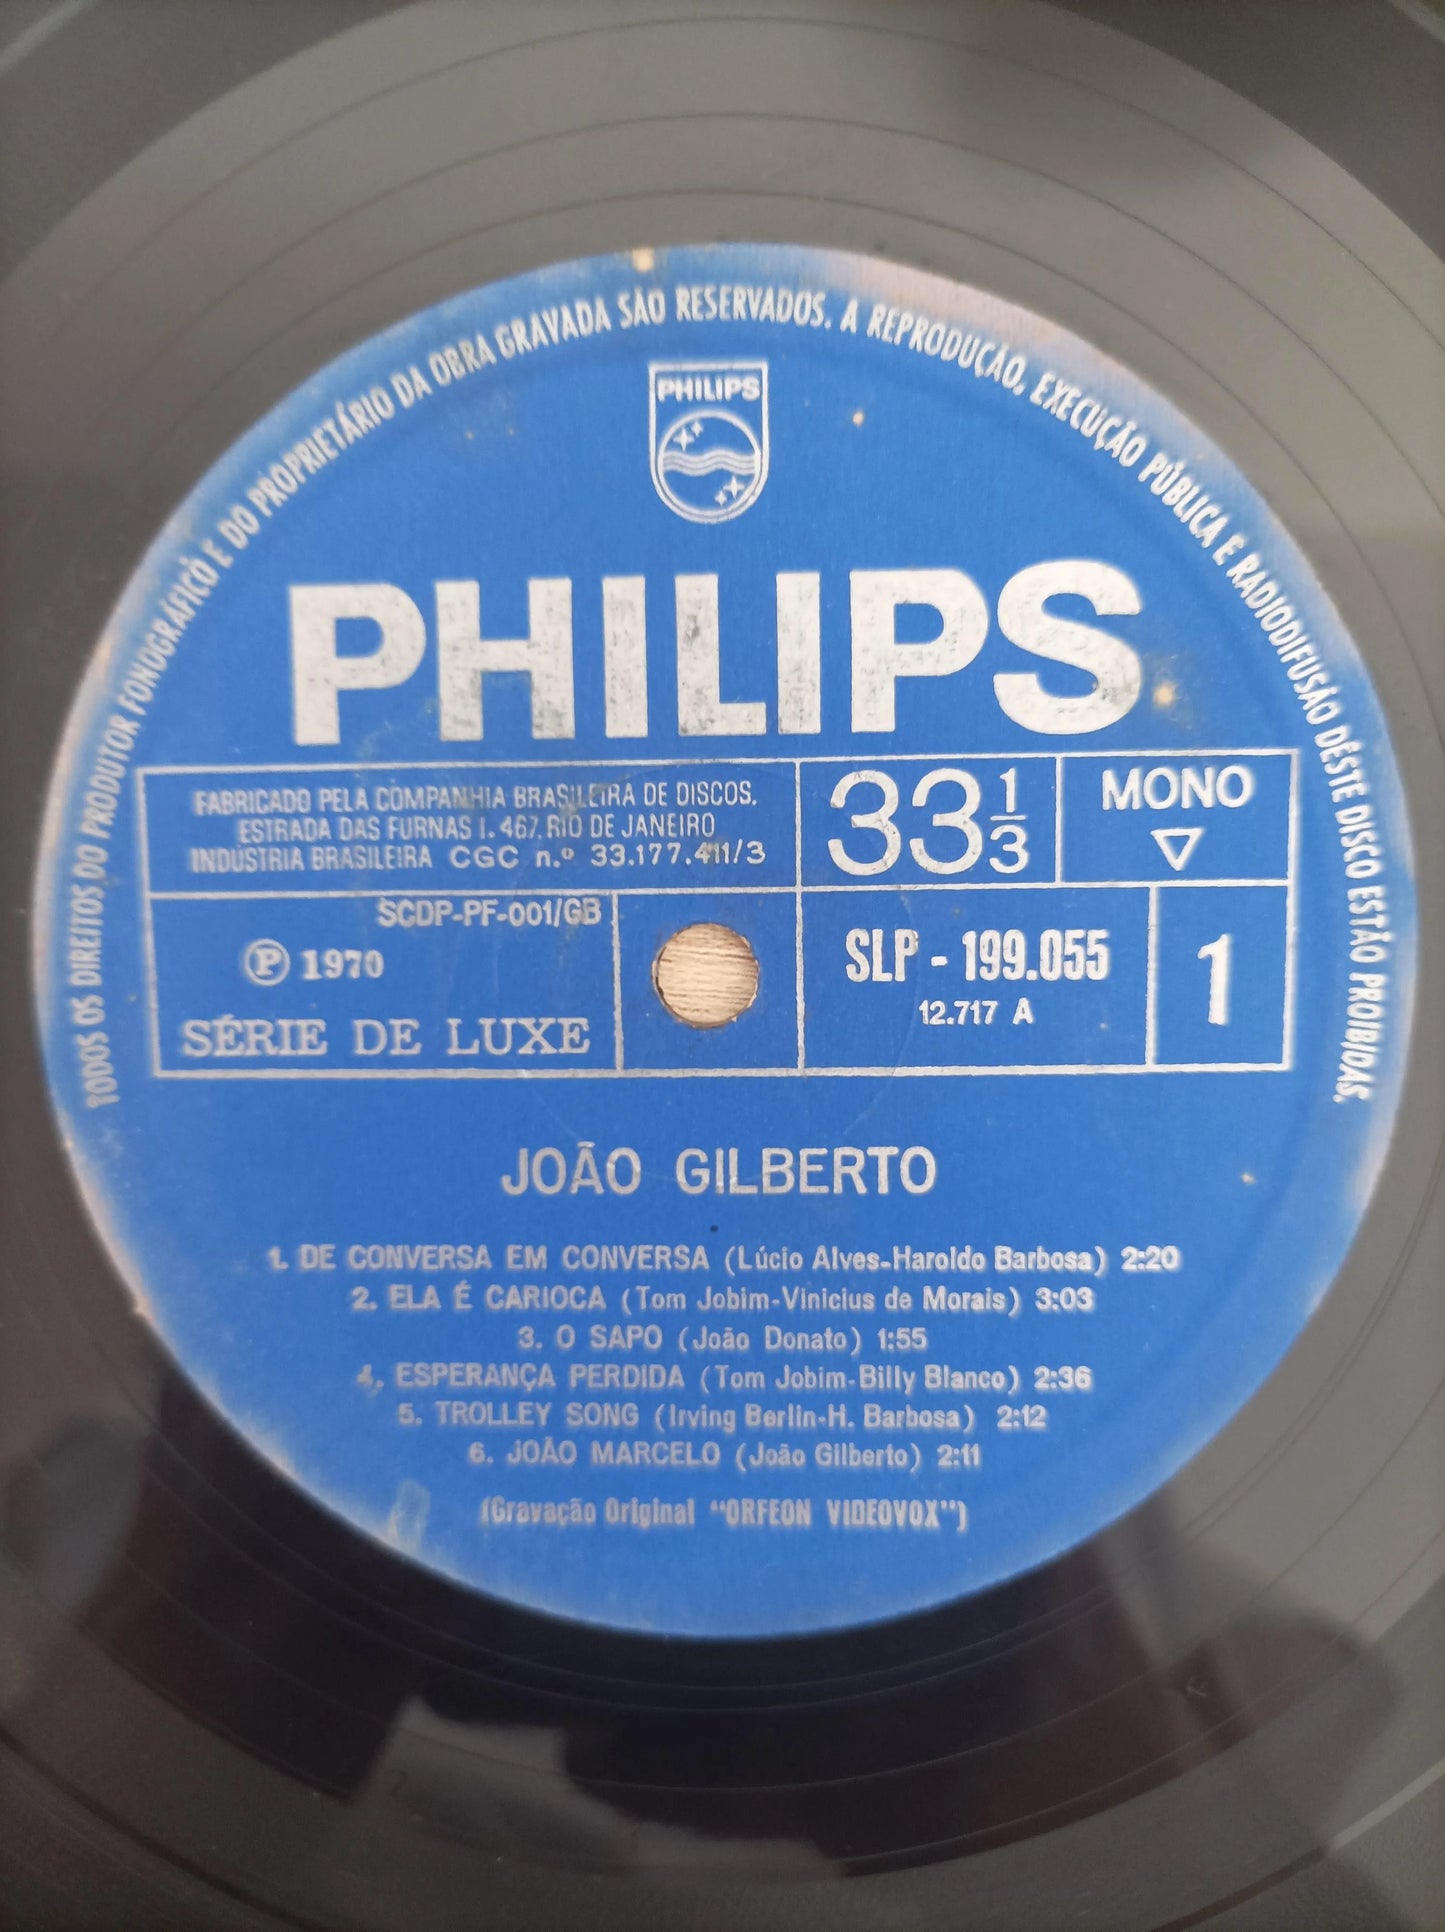 TODOS OS DIREITOS DO PRODUTOR FONOGRÁFICO E DO PROPRIETÁRIO DA OBRA GRAVADA SÃO RESERVADOS. A REPRODUÇÃO, EXECUÇÃO PÚBLICA E RADIODIFUSÃO DÊSTE DISCO ESTÃO PROIBIDAS.
PHILIPS
PHILIPS
FABRICADO PELA COMPANHIA BRASILEIRA DE DISCOS.
ESTRADA DAS FURNAS 1.467. RIO DE JANEIRO
INDÚSTRIA BRASILEIRA CGC n.º 33.177.411/3
33 1/3
MONO
SCDP-PF-001/GB
Ⓟ 1970
SÉRIE DE LUXE
SLP - 199.055
12.717 A
1
JOÃO GILBERTO
1. DE CONVERSA EM CONVERSA (Lúcio Alves-Haroldo Barbosa) 2:20
2. ELA É CARIOCA (Tom Jobim-Vinicius de Morais) 3:03
3. O SAPO (João Donato) 1:55
4. ESPERANÇA PERDIDA (Tom Jobim-Billy Blanco) 2:36
5. TROLLEY SONG (Irving Berlin-H. Barbosa) 2:12
6. JOÃO MARCELO (João Gilberto) 2:11
(Gravação Original "ORFEON VIDEOVOX")